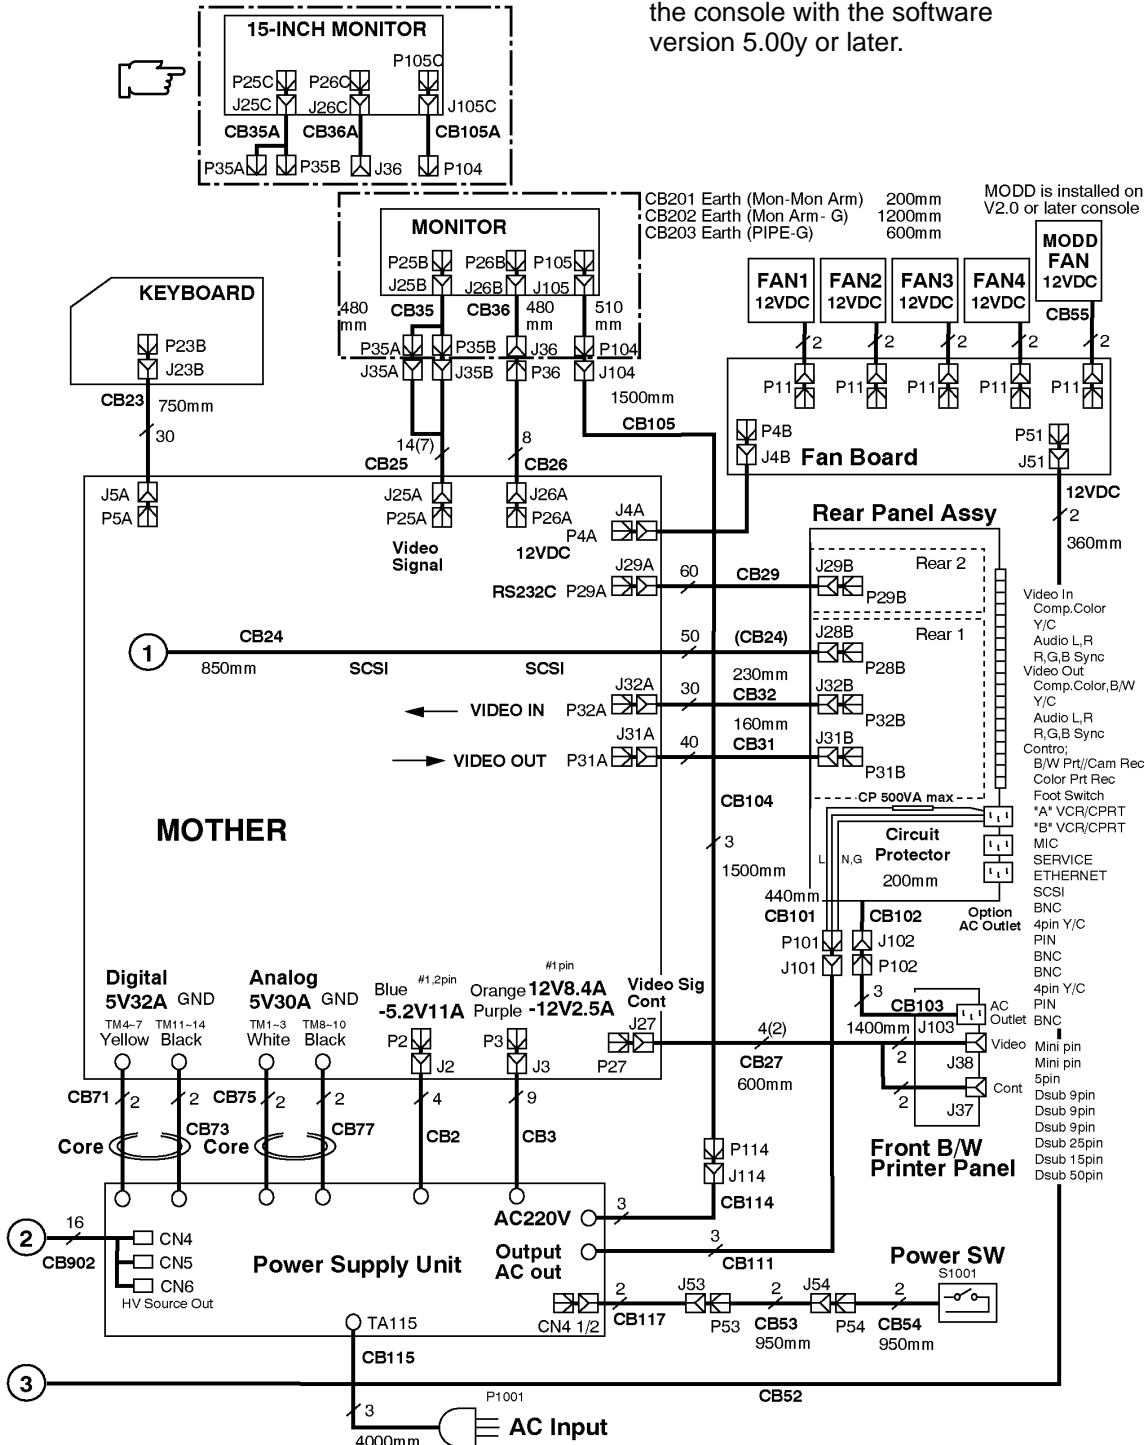 the console with the software
version 5.00y or later.
15-INCH MONITOR
P25C
P26C
P105C
J25C
J26C
J105C
CB35A
CB36A
CB105A
P35A
P35B
J36
P104
CB201 Earth (Mon-Mon Arm) 200mm
CB202 Earth (Mon Arm- G) 1200mm
CB203 Earth (PIPE-G) 600mm
MODD is installed on
V2.0 or later console
MONITOR
P25B
P26B
P105
J25B
J26B
J105
480
mm
CB35
CB36
480
mm
510
mm
P35A
P35B
J36
P104
J35A
J35B
P36
J104
1500mm
CB105
KEYBOARD
P23B
J23B
CB23
750mm
30
14(7)
8
CB25
CB26
MODD
FAN
12VDC
FAN1
12VDC
FAN2
12VDC
FAN3
12VDC
FAN4
12VDC
CB55
2
2
2
2
2
P11
P11
P11
P11
P11
P4B
J4B
Fan Board
P51
J51
12VDC
2
360mm
J5A
P5A
J25A
P25A
J26A
P26A
Video
Signal
12VDC
J4A
P4A
J29A
RS232C P29A
60
CB29
Rear Panel Assy
J29B
Rear 2
P29B
1
CB24
850mm
SCSI
SCSI
50
(CB24)
230mm
J28B
Rear 1
P28B
J32A
VIDEO IN
P32A
30
CB32
160mm
J32B
P32B
J31A
VIDEO OUT
P31A
40
CB31
J31B
P31B
CB104
3
1500mm
MOTHER
CP 500VA max
Circuit
Protector
200mm
L
N,G
440mm
CB101
CB102
Option
AC Outlet
P101
J101
J102
P102
3
CB103
1400mm
J103
AC
Outlet
Video
J38
Cont
J37
2
2
Front B/W
Printer Panel
Video In
Comp.Color
Y/C
Audio L,R
R,G,B Sync
Video Out
Comp.Color,B/W
Y/C
Audio L,R
R,G,B Sync
Contro;
B/W Prt//Cam Rec
Color Prt Rec
Foot Switch
"A" VCR/CPRT
"B" VCR/CPRT
MIC
SERVICE
ETHERNET
SCSI
BNC
4pin Y/C
PIN
BNC
BNC
4pin Y/C
PIN
BNC
Mini pin
Mini pin
5pin
Dsub 9pin
Dsub 9pin
Dsub 9pin
Dsub 25pin
Dsub 15pin
Dsub 50pin
Digital
5V32A GND
TM4~7
TM11~14
Yellow
Black
Analog
5V30A GND
TM1~3
TM8~10
White
Black
Blue
#1,2pin
-5.2V11A
P2
J2
#1pin
Orange 12V8.4A
Purple -12V2.5A
P3
J3
Video Sig
Cont
J27
P27
4(2)
CB27
600mm
CB71
2
2
CB73
CB75
2
2
CB77
4
CB2
9
CB3
Core
Core
P114
J114
CB114
AC220V
3
Output
AC out
3
CB111
2
16
CB902
CN4
CN5
CN6
HV Source Out
Power Supply Unit
CN4 1/2
2
CB117
J53
P53
2
CB53
950mm
J54
P54
2
CB54
950mm
Power SW
S1001
TA115
CB115
3
CB52
3
4000mm
P1001
AC Input